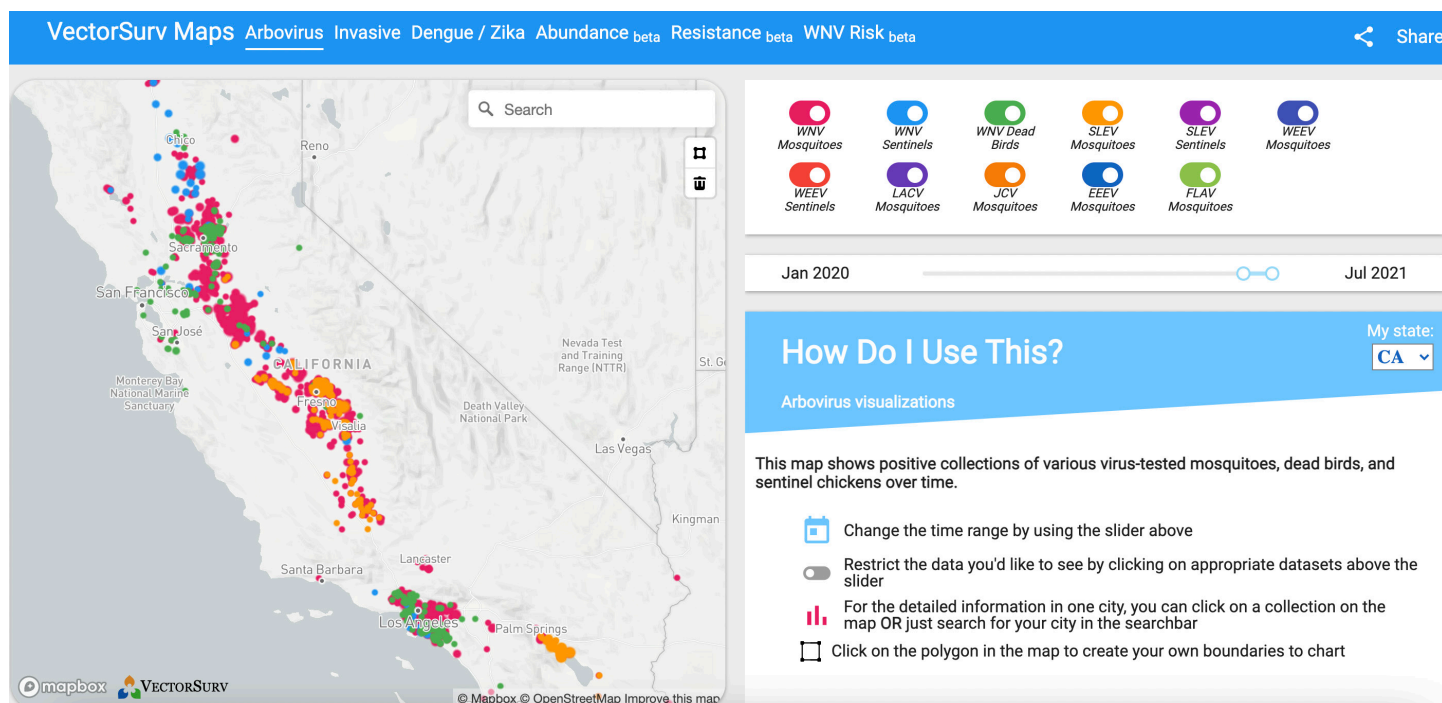 VectorSurv Maps Arbovirus Invasive Dengue / Zika Abundance beta Resistance beta WNV Risk beta
Share
Search
Chico
Reno
Sacramento
San Francisco
San José
CALIFORNIA
Nevada Test
and Training
Range (NTTR)
St. Ge
Monterey Bay
National Marine
Sanctuary
Fresno
Visalia
Death Valley
National Park
Las Vegas
Kingman
Lancaster
Santa Barbara
Los Angeles
Palm Springs
mapbox
VECTORSURV
© Mapbox © OpenStreetMap Improve this map
WNV
Mosquitoes
WNV
Sentinels
WNV Dead
Birds
SLEV
Mosquitoes
SLEV
Sentinels
WEEV
Mosquitoes
WEEV
Sentinels
LACV
Mosquitoes
JCV
Mosquitoes
EEEV
Mosquitoes
FLAV
Mosquitoes
Jan 2020
Jul 2021
My state:
CA
How Do I Use This?
Arbovirus visualizations
This map shows positive collections of various virus-tested mosquitoes, dead birds, and
sentinel chickens over time.
Change the time range by using the slider above
Restrict the data you'd like to see by clicking on appropriate datasets above the
slider
For the detailed information in one city, you can click on a collection on the
map OR just search for your city in the searchbar
Click on the polygon in the map to create your own boundaries to chart